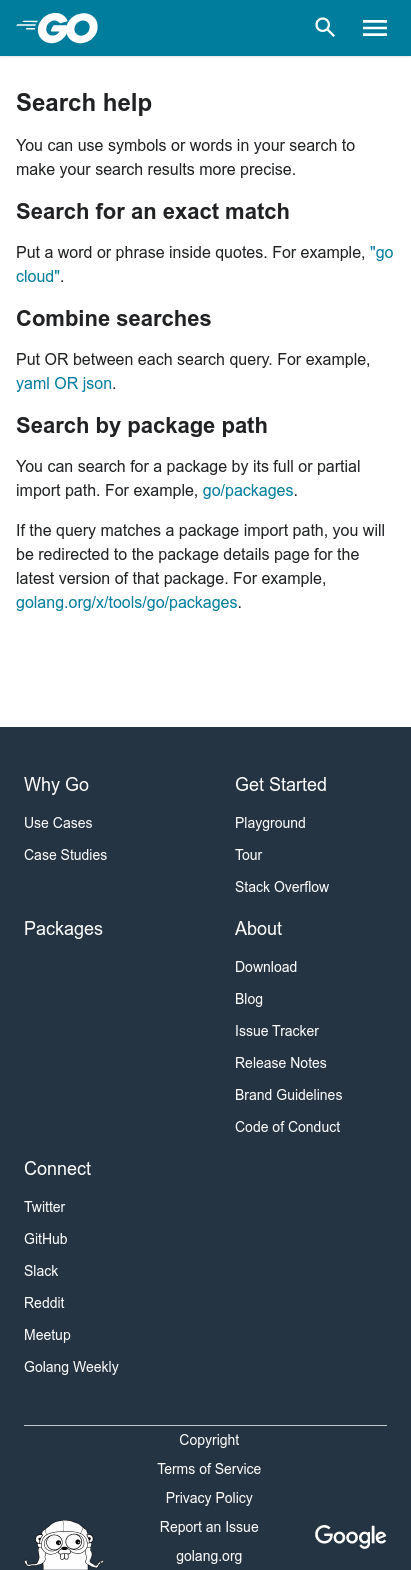 GO
Search help
You can use symbols or words in your search to
make your search results more precise.
Search for an exact match
Put a word or phrase inside quotes. For example, "go
cloud".
Combine searches
Put OR between each search query. For example,
yaml OR json.
Search by package path
You can search for a package by its full or partial
import path. For example, go/packages.
If the query matches a package import path, you will
be redirected to the package details page for the
latest version of that package. For example,
golang.org/x/tools/go/packages.
Why Go
Use Cases
Case Studies
Get Started
Playground
Tour
Stack Overflow
Packages
About
Download
Blog
Issue Tracker
Release Notes
Brand Guidelines
Code of Conduct
Connect
Twitter
GitHub
Slack
Reddit
Meetup
Golang Weekly
Copyright
Terms of Service
Privacy Policy
Report an Issue
golang.org
Google